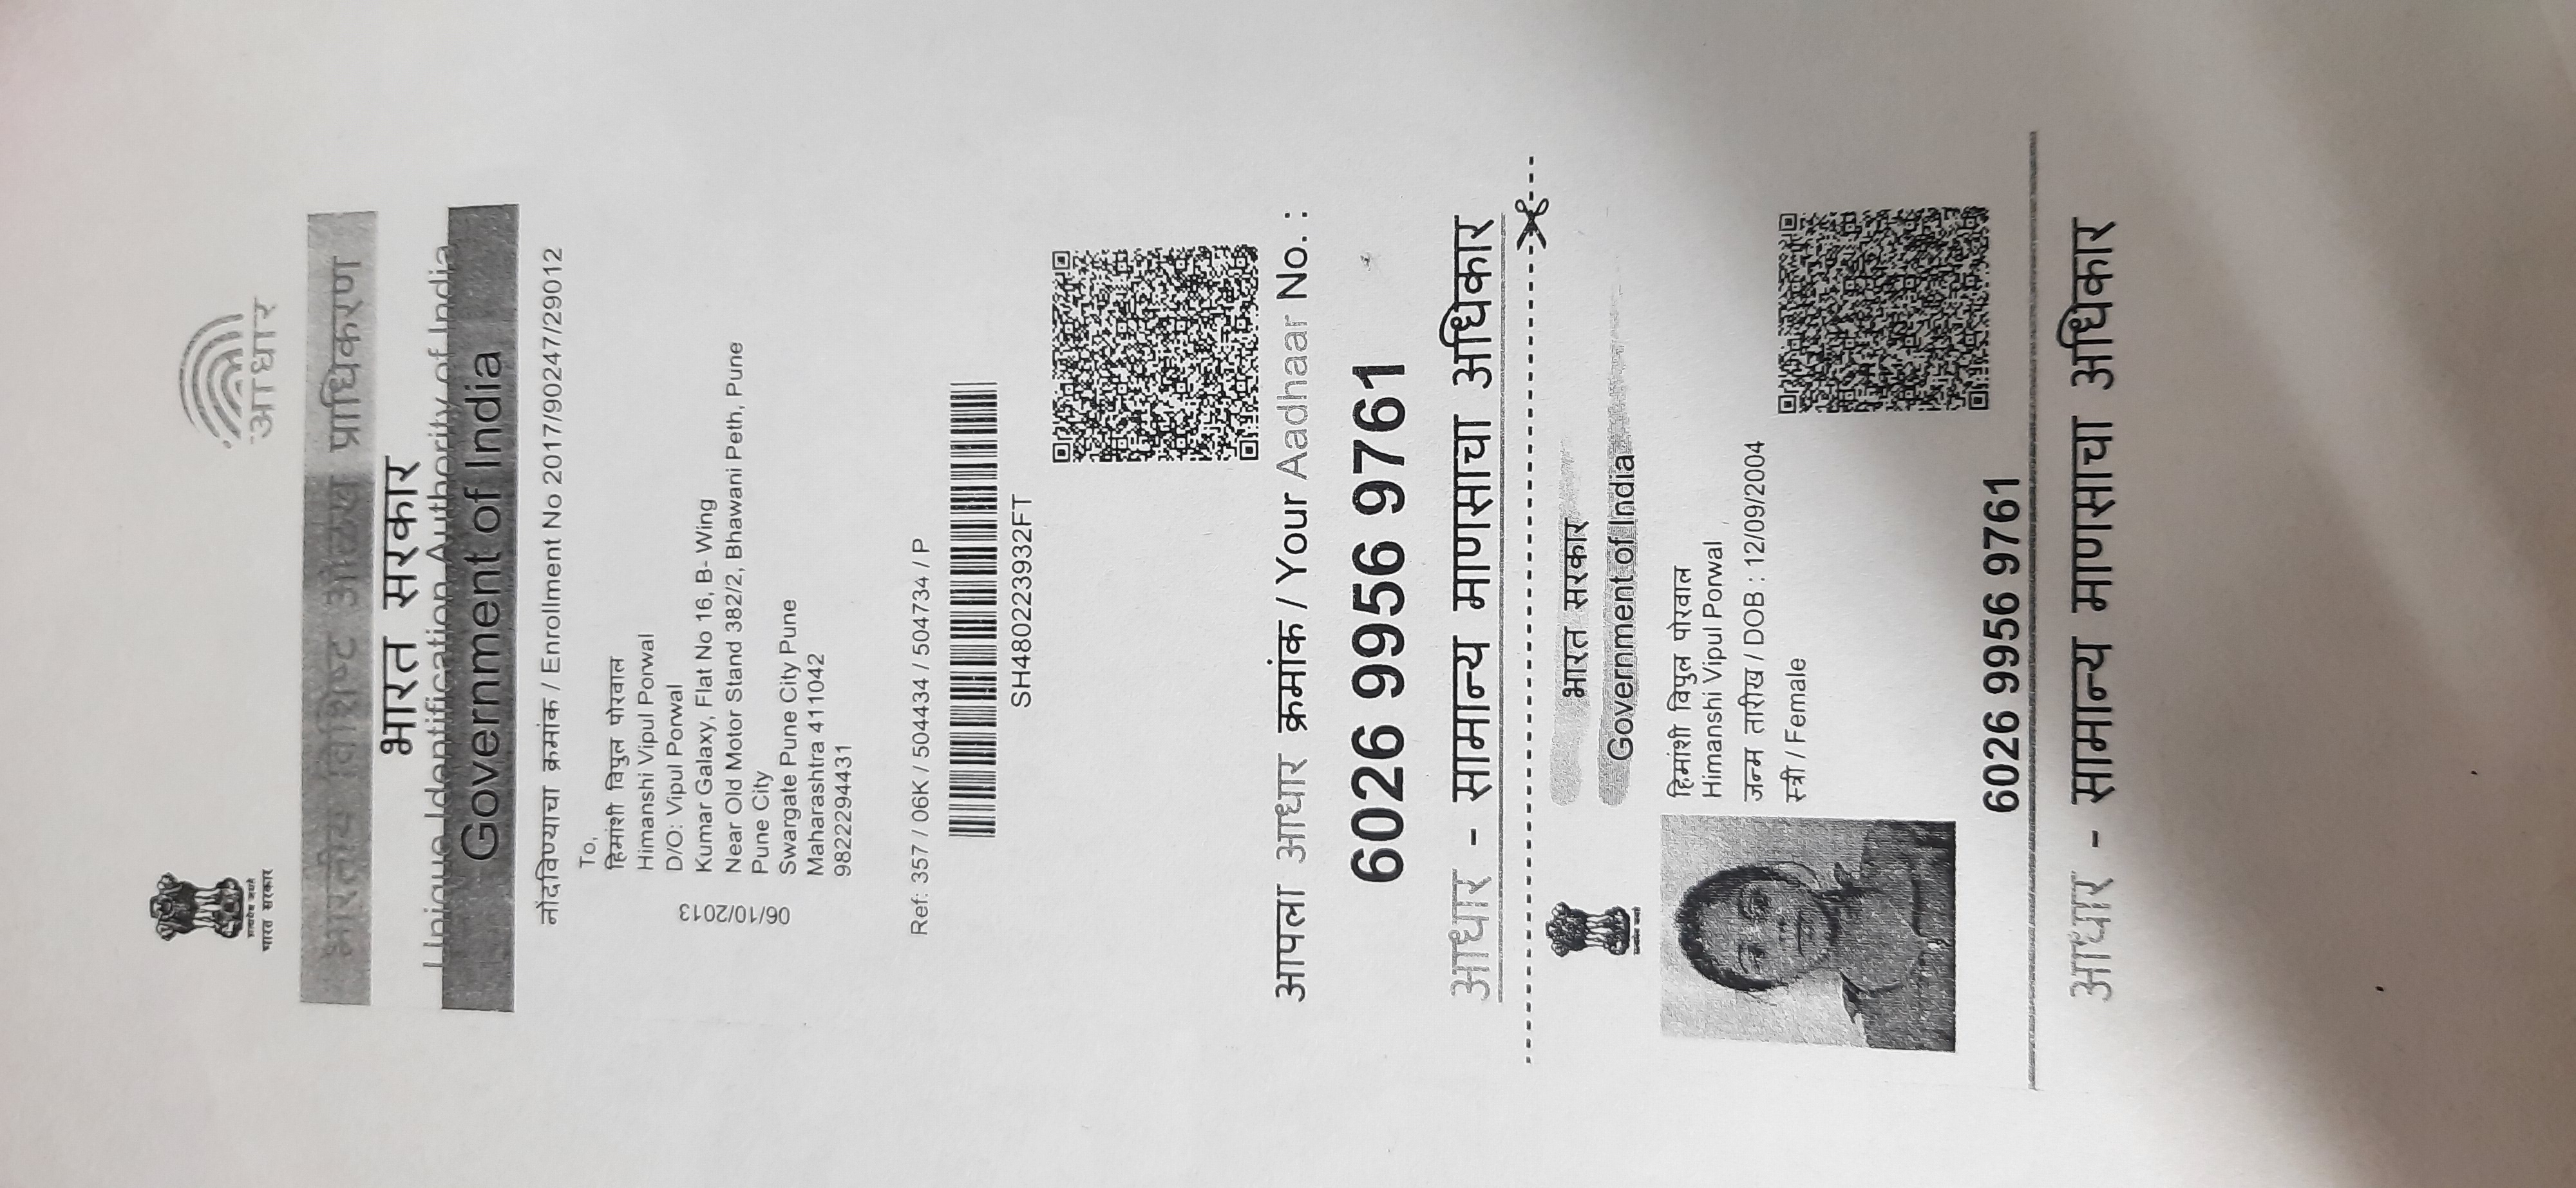 सत्यमेव जयते
भारत सरकार
आधार
भारतीय विशिष्ट ओळख प्राधिकरण
भारत सरकार
Unique Identification Authority of India
Government of India
नोंदविण्याचा क्रमांक / Enrollment No 2017/90247/29012
To,
हिमांशी विपुल पोरवाल
Himanshi Vipul Porwal
D/O: Vipul Porwal
Kumar Galaxy, Flat No 16, B- Wing
Near Old Motor Stand 382/2, Bhawani Peth, Pune
Pune City
Swargate Pune City Pune
Maharashtra 411042
9822294431
06/10/2013
Ref: 357 / 06K / 504434 / 504734 / P
SH480223932FT
आपला आधार क्रमांक / Your Aadhaar No. :
6026 9956 9761
आधार - सामान्य माणसाचा अधिकार
सत्यमेव जयते
भारत सरकार
Government of India
हिमांशी विपुल पोरवाल
Himanshi Vipul Porwal
जन्म तारीख / DOB : 12/09/2004
स्त्री / Female
6026 9956 9761
आधार - सामान्य माणसाचा अधिकार